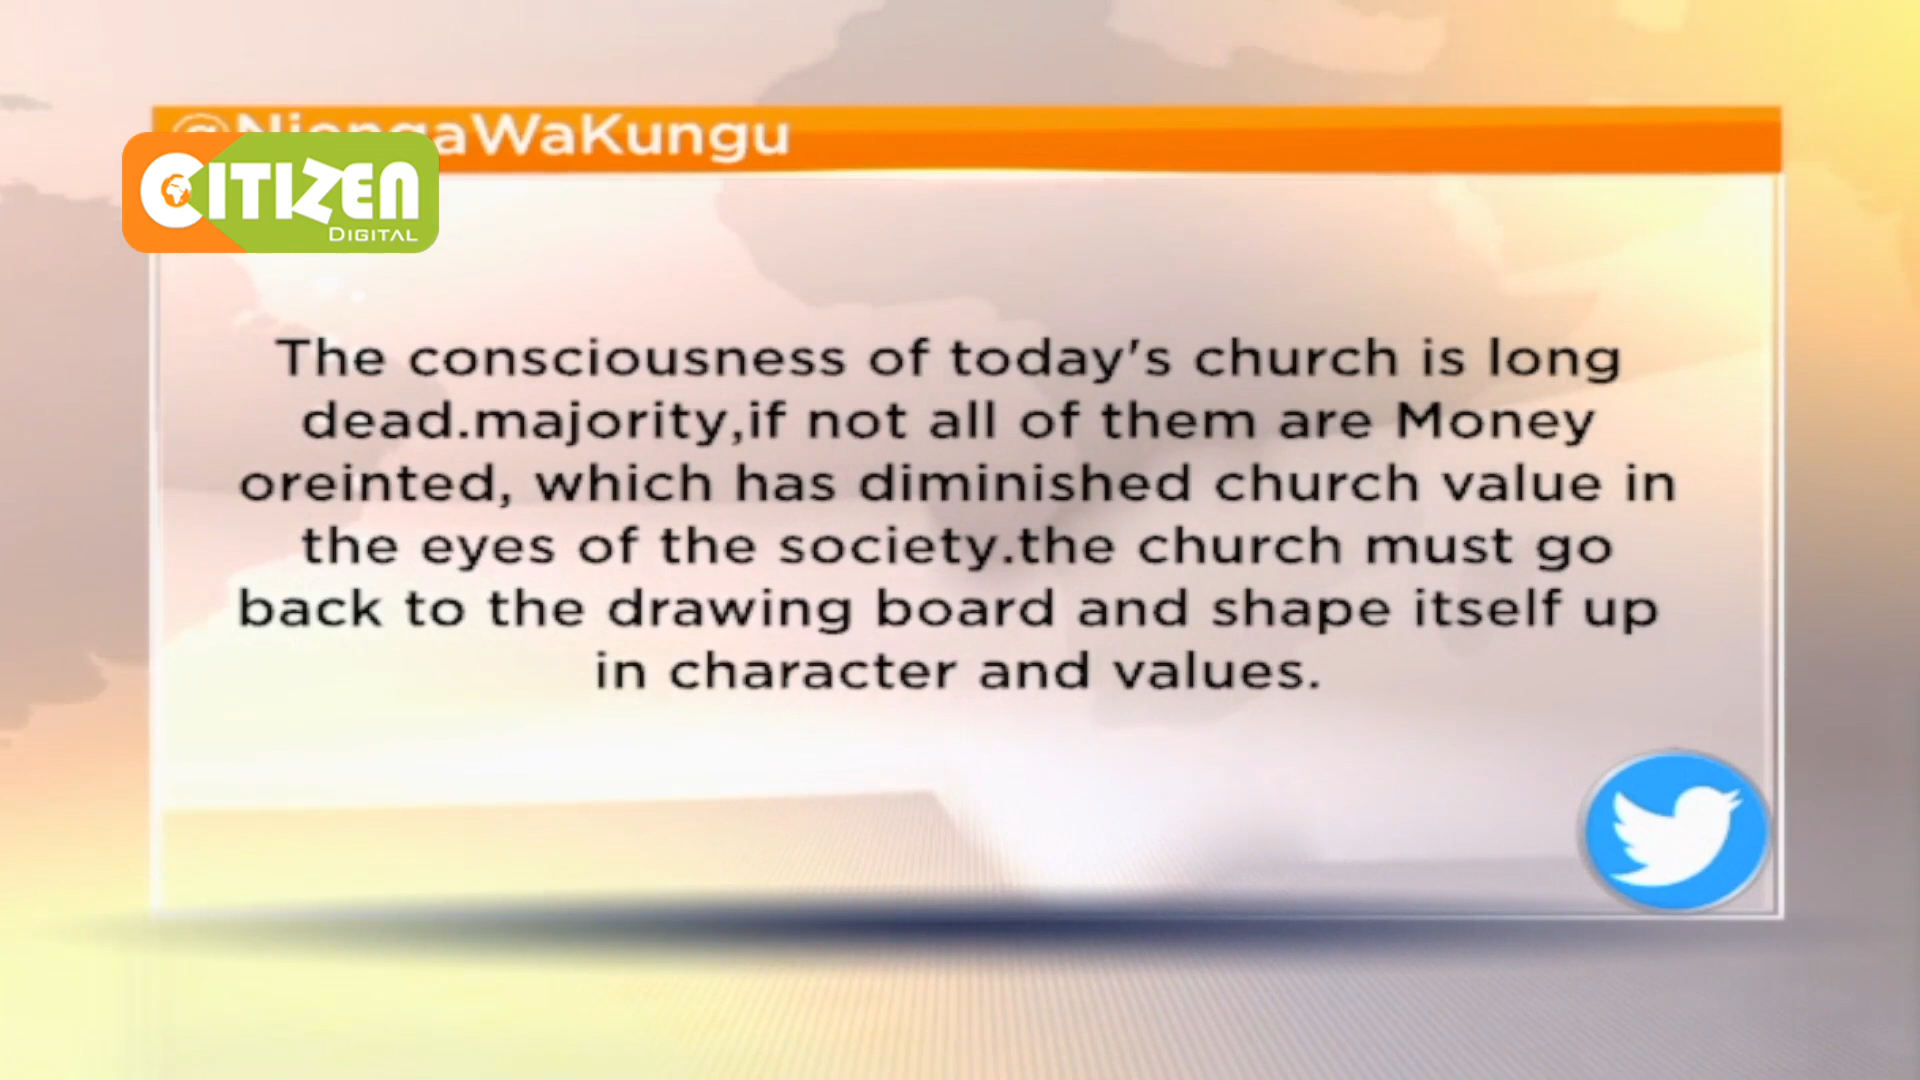 @NjengaWaKungu
CITIZEN
DIGITAL
The consciousness of today's church is long
dead.majority,if not all of them are Money
oreinted, which has diminished church value in
the eyes of the society.the church must go
back to the drawing board and shape itself up
in character and values.